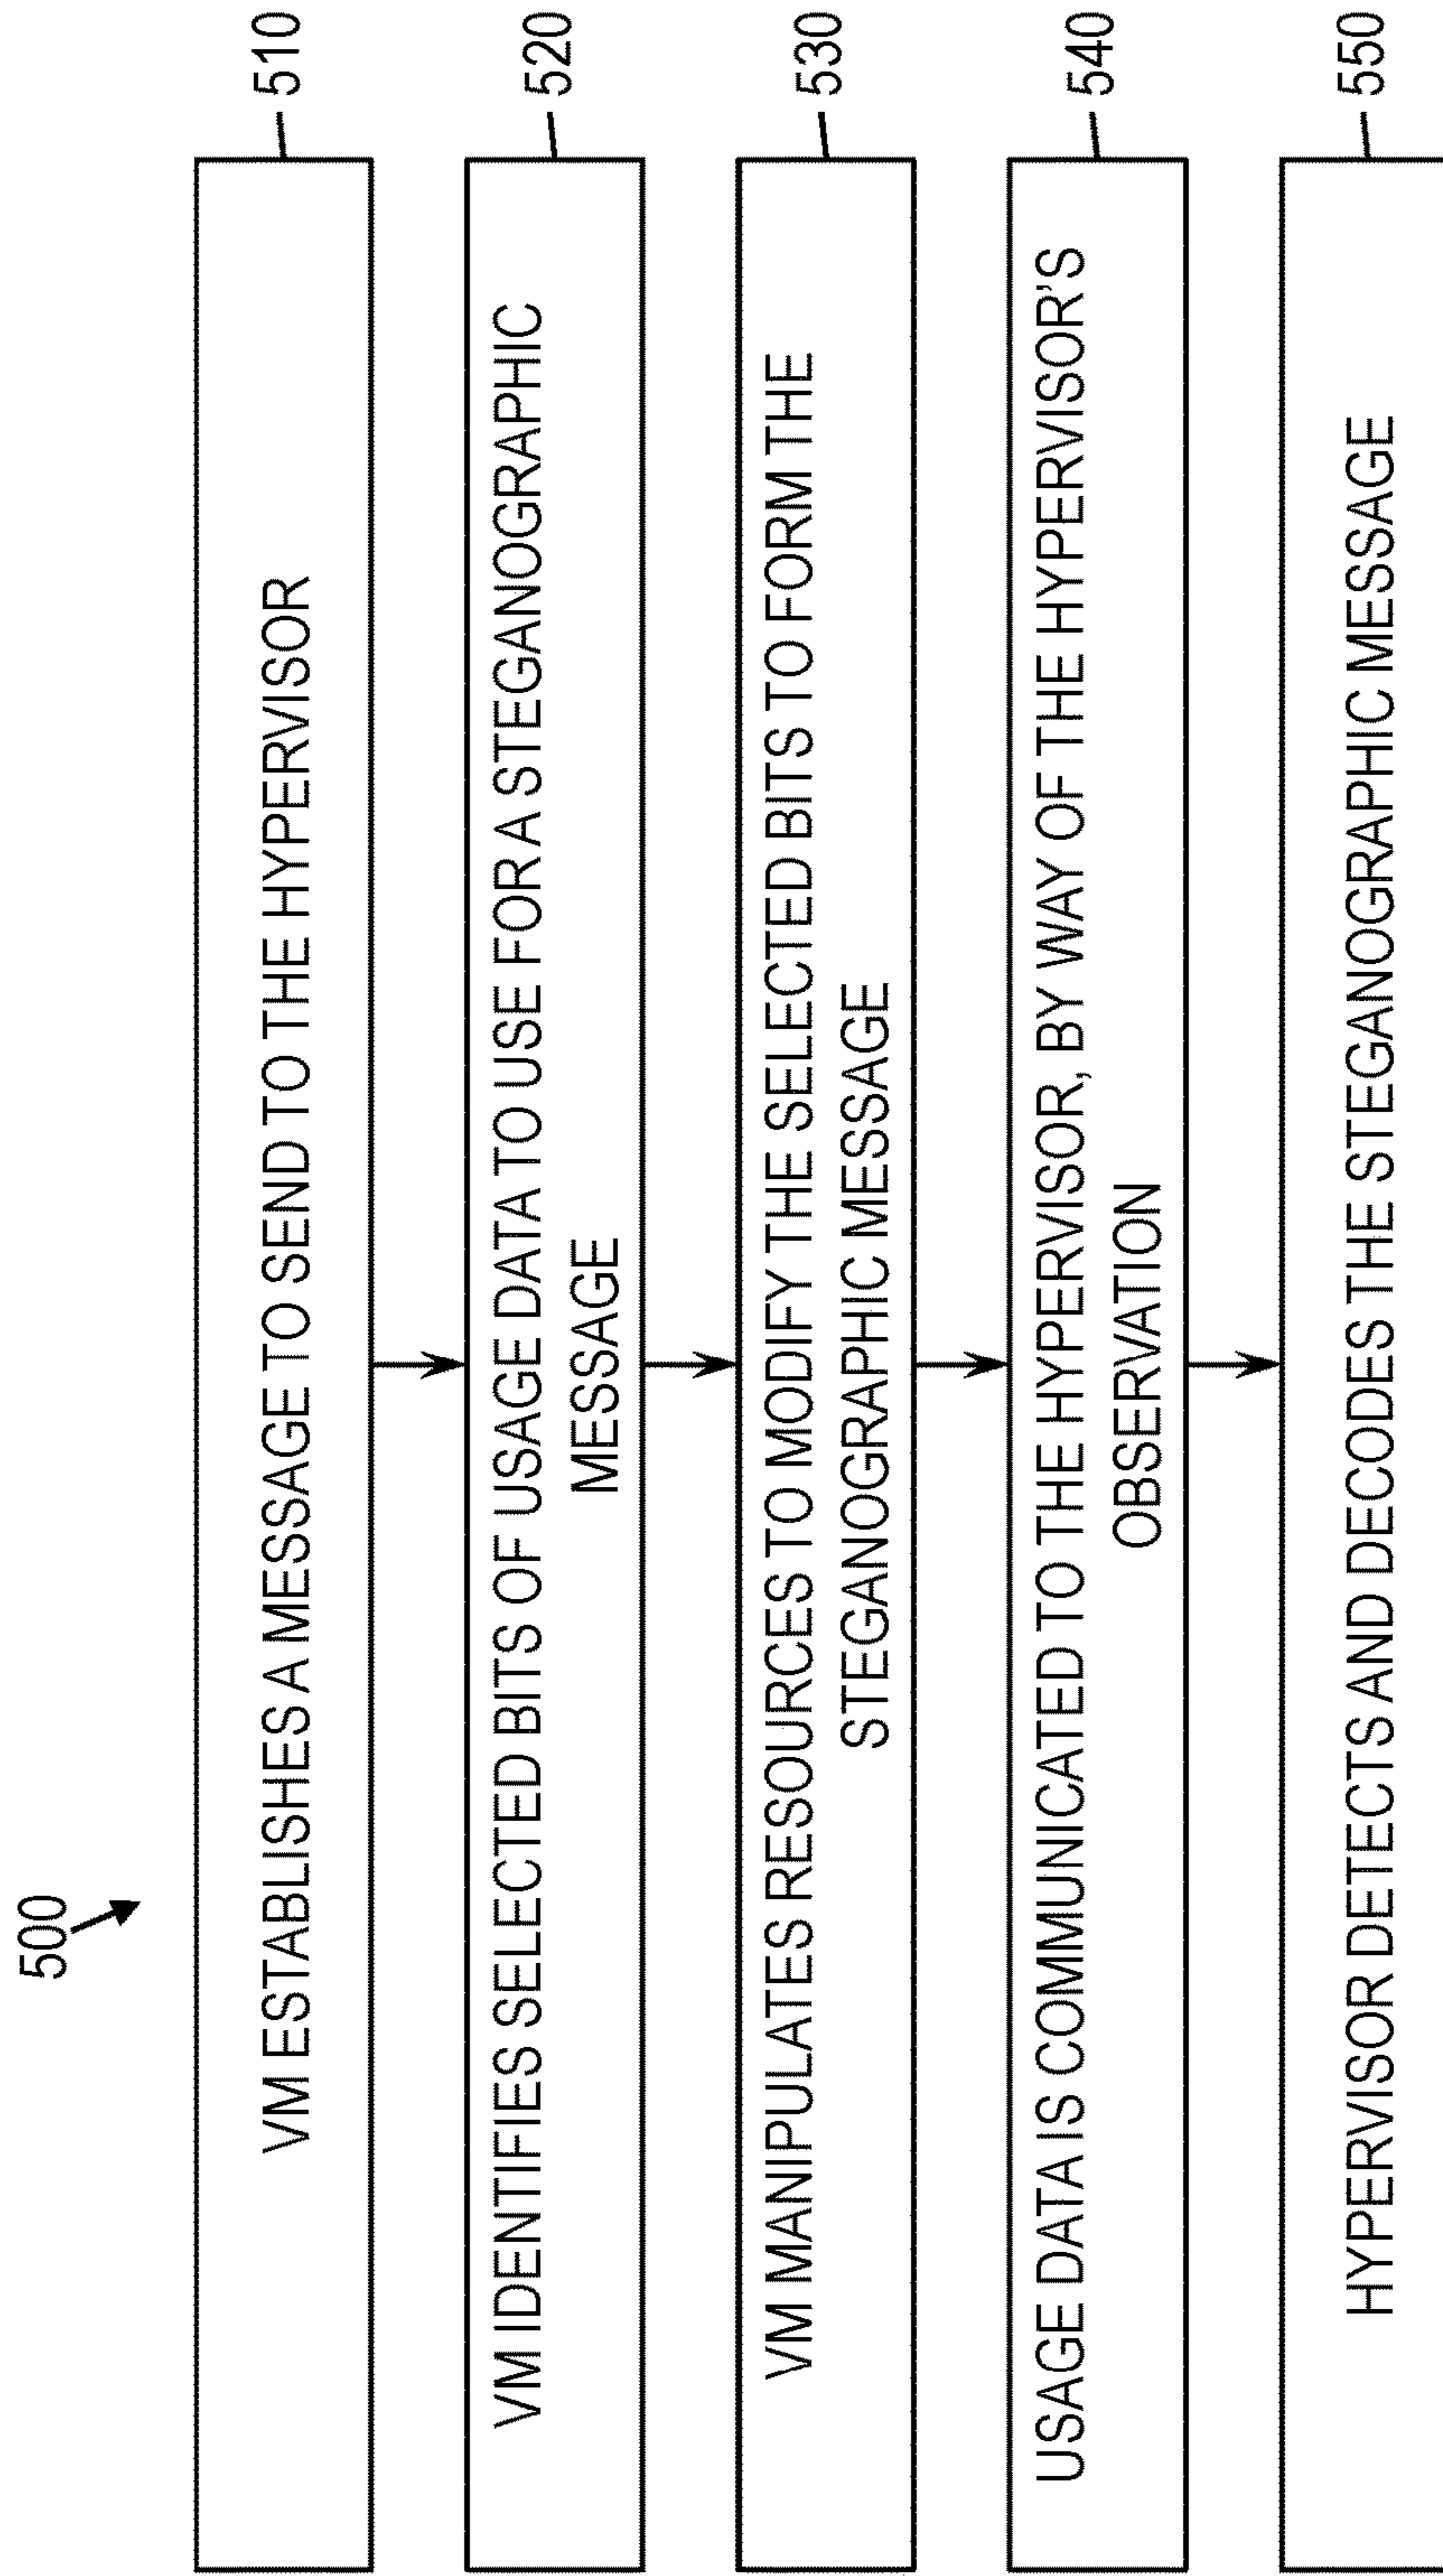 500
VM ESTABLISHES A MESSAGE TO SEND TO THE HYPERVISOR
510
VM IDENTIFIES SELECTED BITS OF USAGE DATA TO USE FOR A STEGANOGRAPHIC
MESSAGE
520
VM MANIPULATES RESOURCES TO MODIFY THE SELECTED BITS TO FORM THE
STEGANOGRAPHIC MESSAGE
530
USAGE DATA IS COMMUNICATED TO THE HYPERVISOR, BY WAY OF THE HYPERVISOR'S
OBSERVATION
540
HYPERVISOR DETECTS AND DECODES THE STEGANOGRAPHIC MESSAGE
550